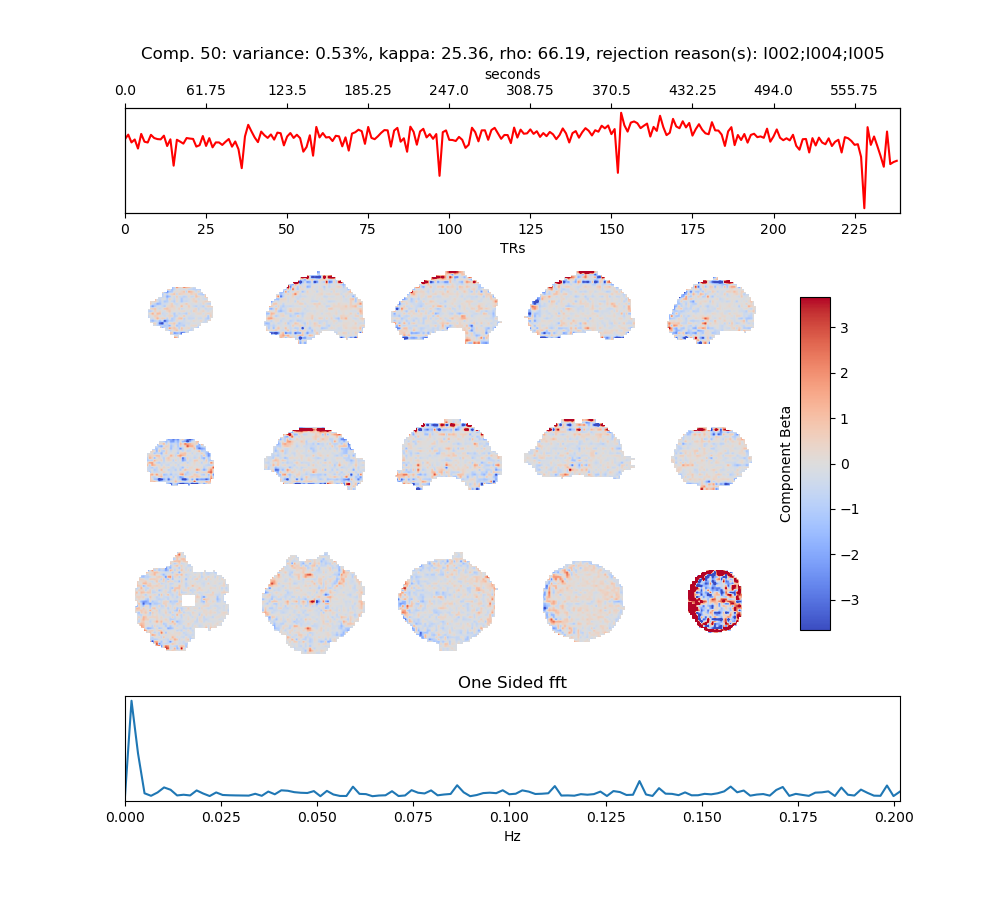 Comp. 50: variance: 0.53%, kappa: 25.36, rho: 66.19, rejection reason(s): I002;I004;I005
seconds
0.0 61.75 123.5 185.25 247.0 308.75 370.5 432.25 494.0 555.75
0 25 50 75 100 125 150 175 200 225
TRs
3
2
1
0
−1
−2
−3
Component Beta
One Sided fft
0.000 0.025 0.050 0.075 0.100 0.125 0.150 0.175 0.200
Hz